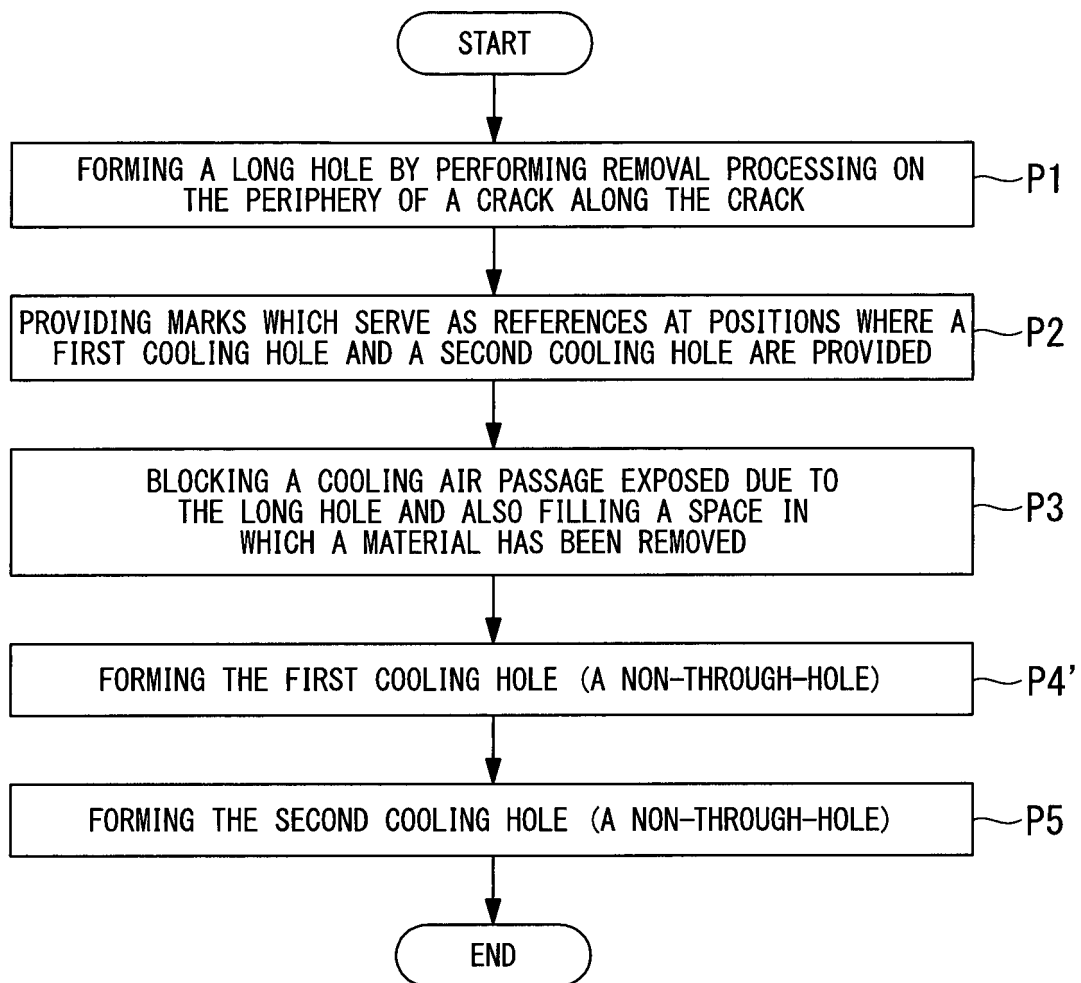 START
FORMING A LONG HOLE BY PERFORMING REMOVAL PROCESSING ON
THE PERIPHERY OF A CRACK ALONG THE CRACK
P1
PROVIDING MARKS WHICH SERVE AS REFERENCES AT POSITIONS WHERE A
FIRST COOLING HOLE AND A SECOND COOLING HOLE ARE PROVIDED
P2
BLOCKING A COOLING AIR PASSAGE EXPOSED DUE TO
THE LONG HOLE AND ALSO FILLING A SPACE IN
WHICH A MATERIAL HAS BEEN REMOVED
P3
FORMING THE FIRST COOLING HOLE (A NON-THROUGH-HOLE)
P4'
FORMING THE SECOND COOLING HOLE (A NON-THROUGH-HOLE)
P5
END